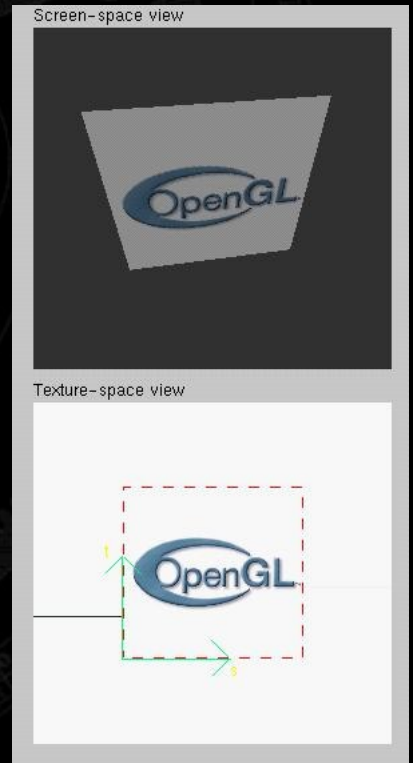 Screen-space view
OpenGL
Texture-space view
t
OpenGL
s